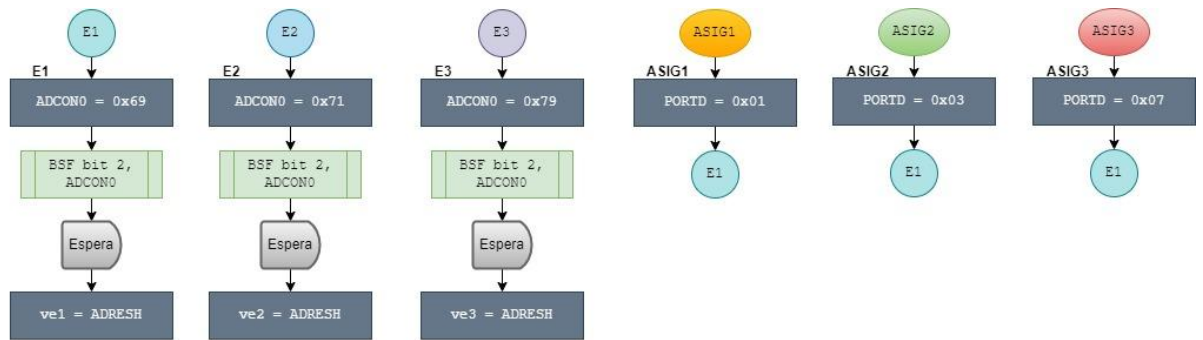 E1
E1
ADCON0 = 0x69
BSF bit 2,
ADCON0
Espera
ve1 = ADRESH
E2
E2
ADCON0 = 0x71
BSF bit 2,
ADCON0
Espera
ve2 = ADRESH
E3
E3
ADCON0 = 0x79
BSF bit 2,
ADCON0
Espera
ve3 = ADRESH
ASIG1
ASIG1
PORTD = 0x01
E1
ASIG2
ASIG2
PORTD = 0x03
E1
ASIG3
ASIG3
PORTD = 0x07
E1